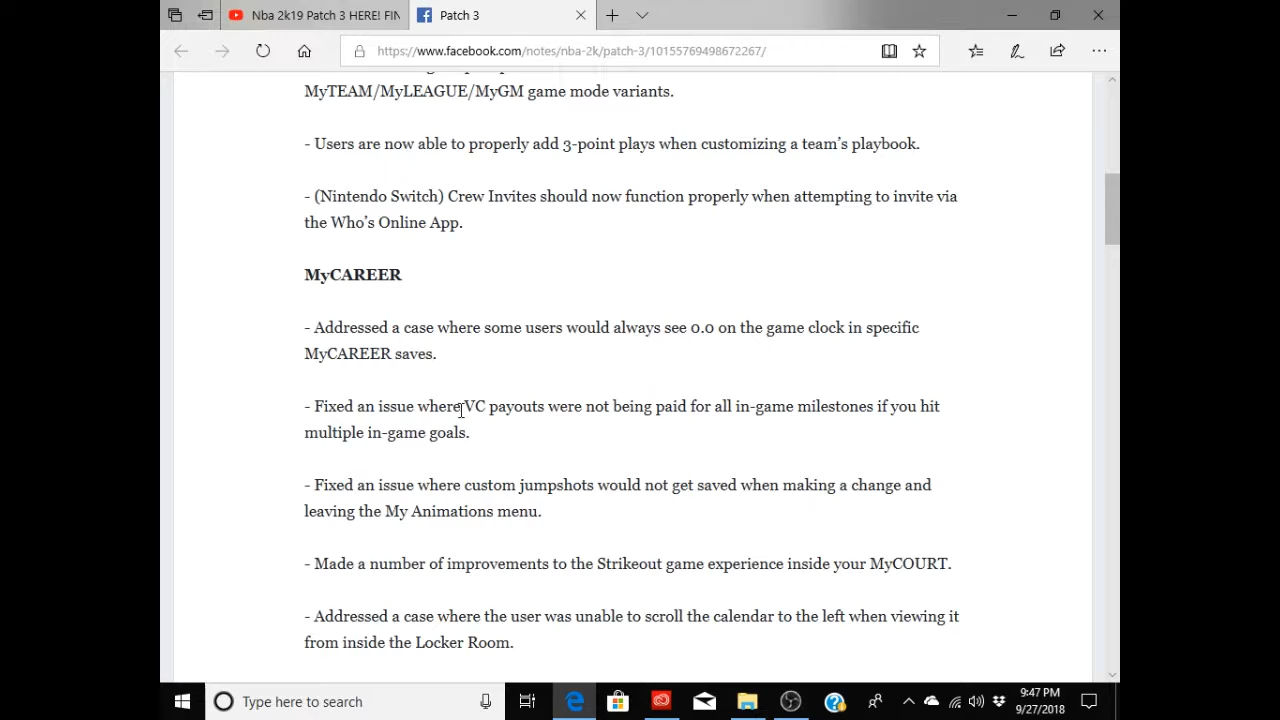 Nba 2k19 Patch 3 HERE! FIN
Patch 3
https://www.facebook.com/notes/nba-2k/patch-3/10155769498672267/
MyTEAM/MyLEAGUE/MyGM game mode variants.
- Users are now able to properly add 3-point plays when customizing a team’s playbook.
- (Nintendo Switch) Crew Invites should now function properly when attempting to invite via
the Who’s Online App.
MyCAREER
- Addressed a case where some users would always see 0.0 on the game clock in specific
MyCAREER saves.
- Fixed an issue where VC payouts were not being paid for all in-game milestones if you hit
multiple in-game goals.
- Fixed an issue where custom jumpshots would not get saved when making a change and
leaving the My Animations menu.
- Made a number of improvements to the Strikeout game experience inside your MyCOURT.
- Addressed a case where the user was unable to scroll the calendar to the left when viewing it
from inside the Locker Room.
Type here to search
9:47 PM
9/27/2018